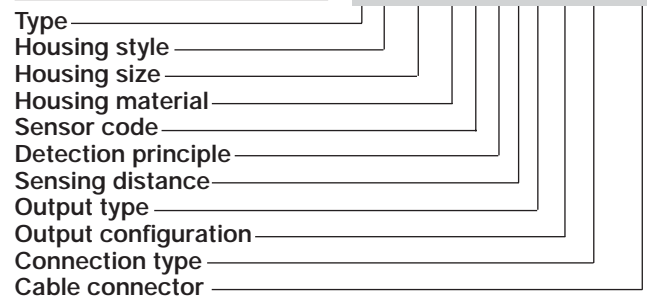 Type
Housing style
Housing size
Housing material
Sensor code
Detection principle
Sensing distance
Output type
Output configuration
Connection type
Cable connector